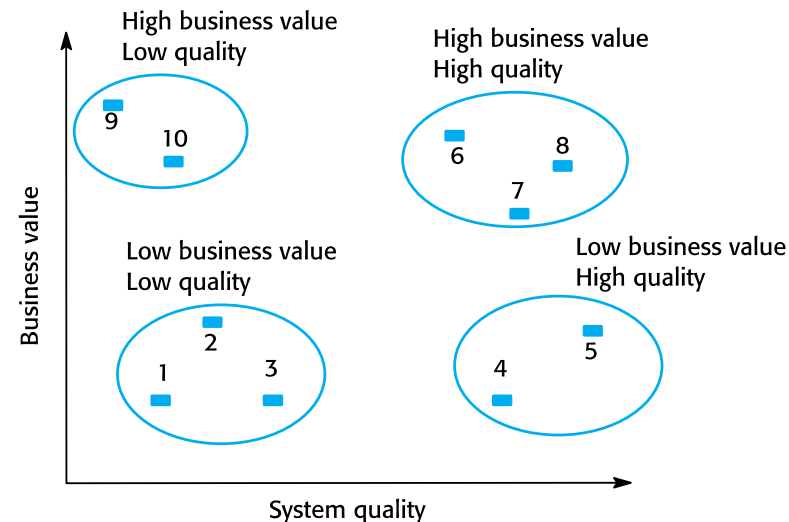 High business value
Low quality
9
10
High business value
High quality
6
8
7
Business value
Low business value
Low quality
2
1
3
Low business value
High quality
5
4
System quality